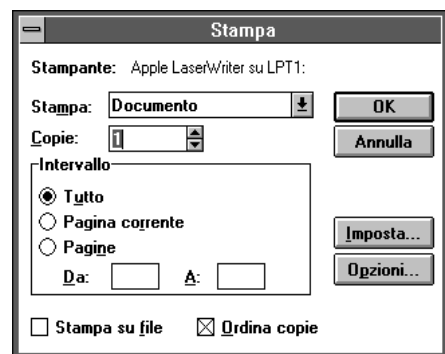 Stampa
Stampante: Apple LaserWriter su LPT1:
Stampa: Documento
OK
Copie: 1
Annulla
Intervallo
Tutto
Pagina corrente
Pagine
Da: A:
Imposta...
Opzioni...
Stampa su file Ordina copie